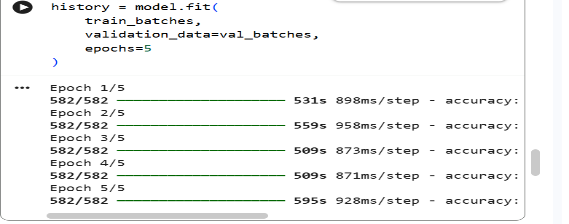 history = model.fit(
train_batches,
validation_data=val_batches,
epochs=5
)
...
Epoch 1/5
582/582 ━━━━━━━━━━━━━━━━━━━━ 531s 898ms/step - accuracy:
Epoch 2/5
582/582 ━━━━━━━━━━━━━━━━━━━━ 559s 958ms/step - accuracy:
Epoch 3/5
582/582 ━━━━━━━━━━━━━━━━━━━━ 509s 873ms/step - accuracy:
Epoch 4/5
582/582 ━━━━━━━━━━━━━━━━━━━━ 509s 871ms/step - accuracy:
Epoch 5/5
582/582 ━━━━━━━━━━━━━━━━━━━━ 595s 928ms/step - accuracy: